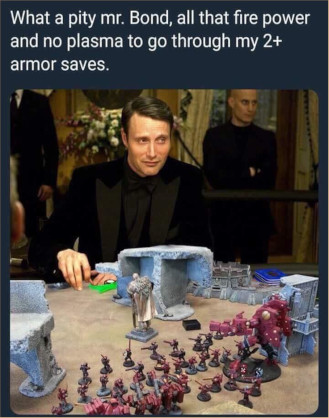 What a pity mr. Bond, all that fire power
and no plasma to go through my 2+
armor saves.